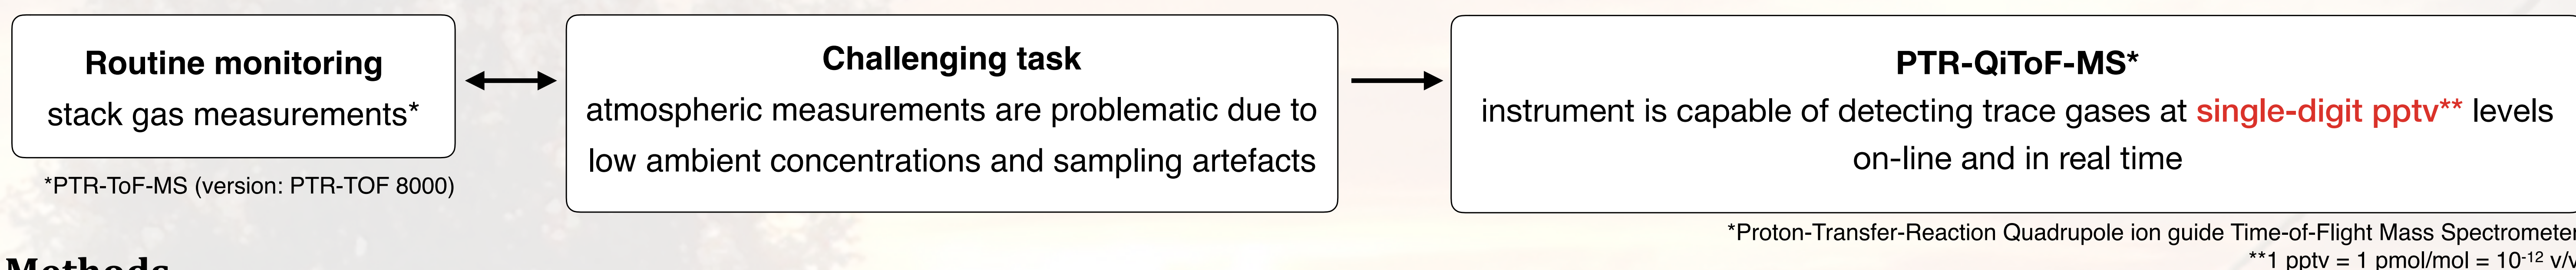 Routine monitoring
stack gas measurements*
*PTR-ToF-MS (version: PTR-TOF 8000)
Challenging task
atmospheric measurements are problematic due to
low ambient concentrations and sampling artefacts
PTR-QiToF-MS*
instrument is capable of detecting trace gases at single-digit pptv** levels
on-line and in real time
*Proton-Transfer-Reaction Quadrupole ion guide Time-of-Flight Mass Spectrometer
**1 pptv = 1 pmol/mol = 10⁻¹² v/v
Methods